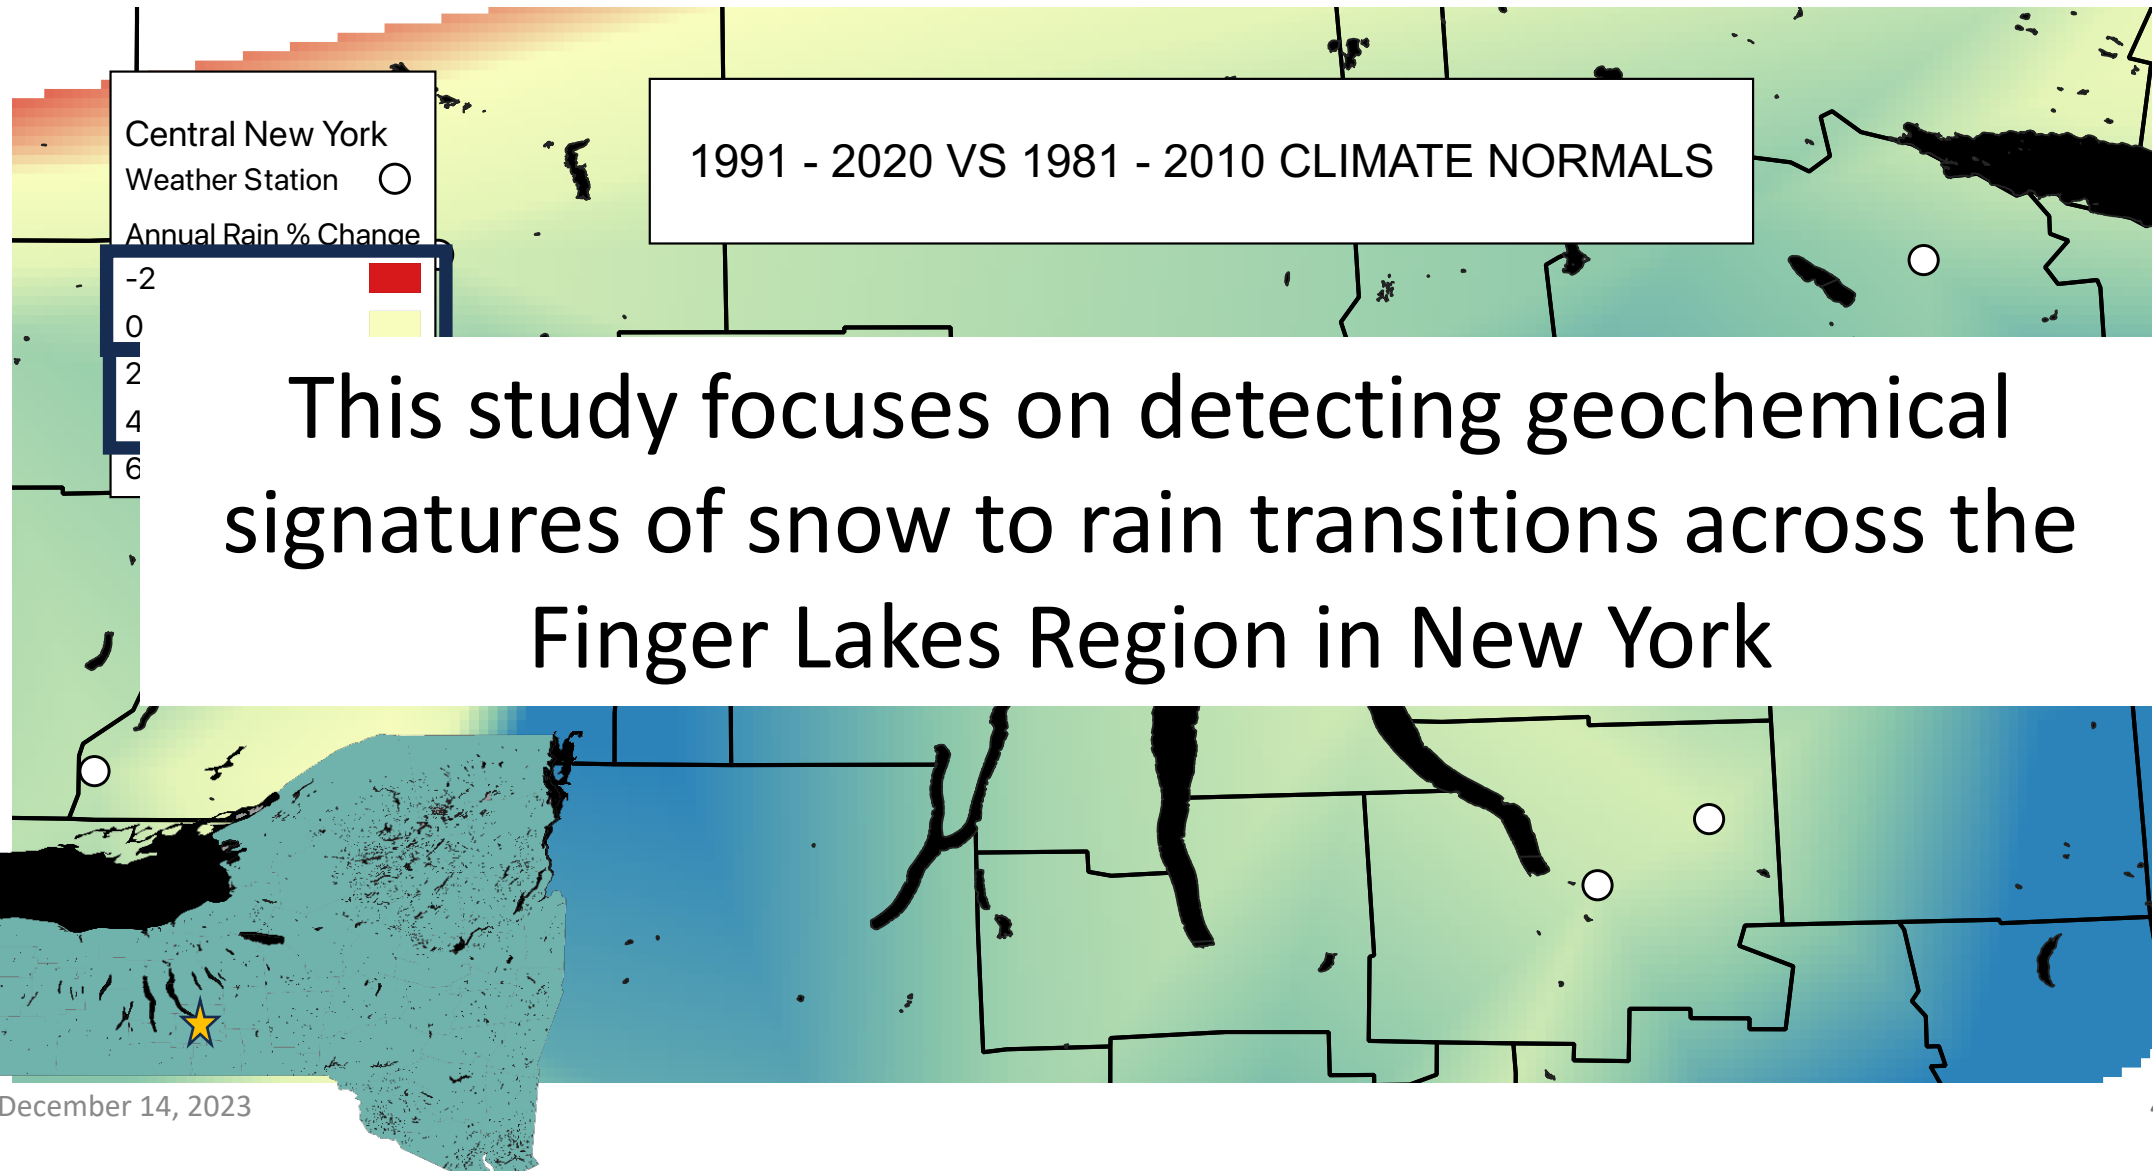 Central New York
Weather Station
Annual Rain % Change
-2
0
2
4
6
1991 - 2020 VS 1981 - 2010 CLIMATE NORMALS
This study focuses on detecting geochemical
signatures of snow to rain transitions across the
Finger Lakes Region in New York
December 14, 2023